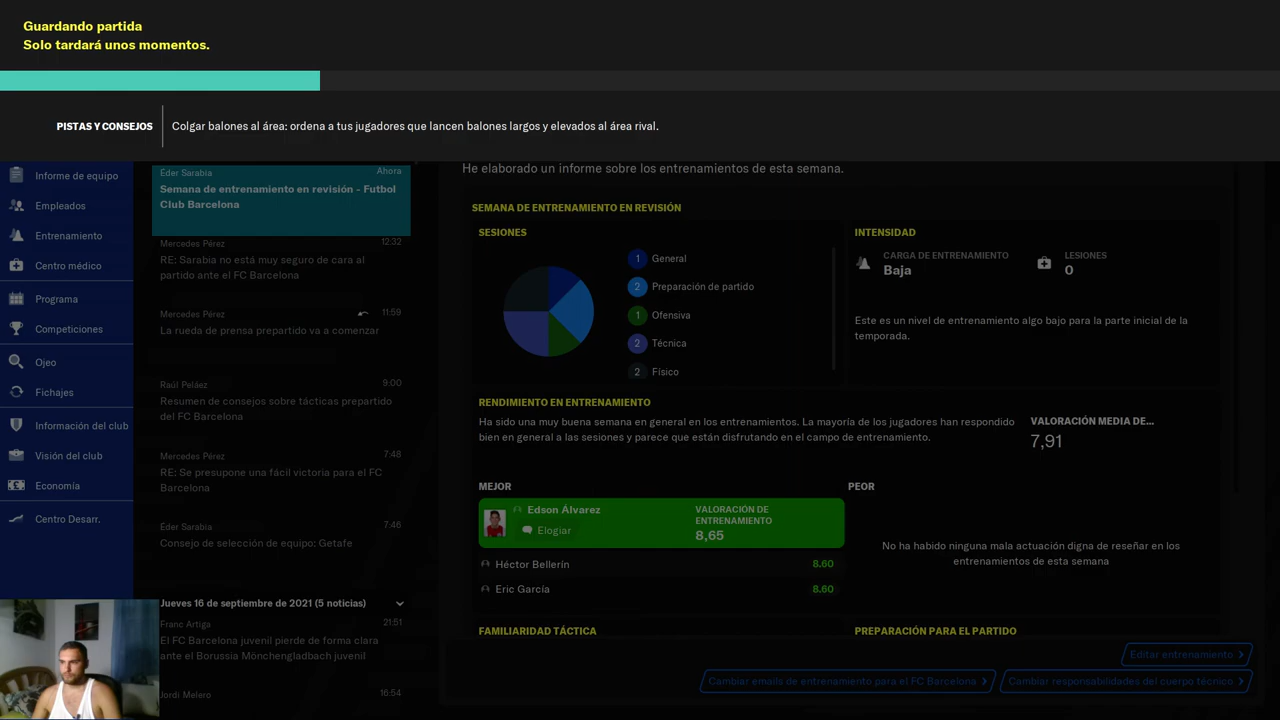 Guardando partida
Solo tardará unos momentos.
PISTAS Y CONSEJOS
Colgar balones al área: ordena a tus jugadores que lancen balones largos y elevados al área rival.
Informe de equipo
Empleados
Entrenamiento
Centro médico
Programa
Competiciones
Ojeo
Fichajes
Información del club
Visión del club
Economía
Centro Desarr.
Éder Sarabia
Ahora
Semana de entrenamiento en revisión - Futbol
Club Barcelona
Mercedes Pérez
12:32
RE: Sarabia no está muy seguro de cara al
partido ante el FC Barcelona
Mercedes Pérez
11:59
La rueda de prensa prepartido va a comenzar
Raúl Peláez
9:00
Resumen de consejos sobre tácticas prepartido
del FC Barcelona
Mercedes Pérez
7:48
RE: Se presupone una fácil victoria para el FC
Barcelona
Éder Sarabia
7:46
Consejo de selección de equipo: Getafe
Jueves 16 de septiembre de 2021 (5 noticias)
Franc Artiga
21:51
El FC Barcelona juvenil pierde de forma clara
ante el Borussia Mönchengladbach juvenil
Jordi Melero
16:54
He elaborado un informe sobre los entrenamientos de esta semana.
SEMANA DE ENTRENAMIENTO EN REVISIÓN
SESIONES
1 General
2 Preparación de partido
1 Ofensiva
2 Técnica
2 Físico
INTENSIDAD
CARGA DE ENTRENAMIENTO
Baja
LESIONES
0
Este es un nivel de entrenamiento algo bajo para la parte inicial de la
temporada.
RENDIMIENTO EN ENTRENAMIENTO
Ha sido una muy buena semana en general en los entrenamientos. La mayoría de los jugadores han respondido
bien en general a las sesiones y parece que están disfrutando en el campo de entrenamiento.
VALORACIÓN MEDIA DE...
7,91
MEJOR
Edson Álvarez
Elogiar
VALORACIÓN DE
ENTRENAMIENTO
8,65
Héctor Bellerín
8.60
Eric García
8.60
PEOR
No ha habido ninguna mala actuación digna de reseñar en los
entrenamientos de esta semana
FAMILIARIDAD TÁCTICA
PREPARACIÓN PARA EL PARTIDO
Editar entrenamiento
Cambiar emails de entrenamiento para el FC Barcelona
Cambiar responsabilidades del cuerpo técnico